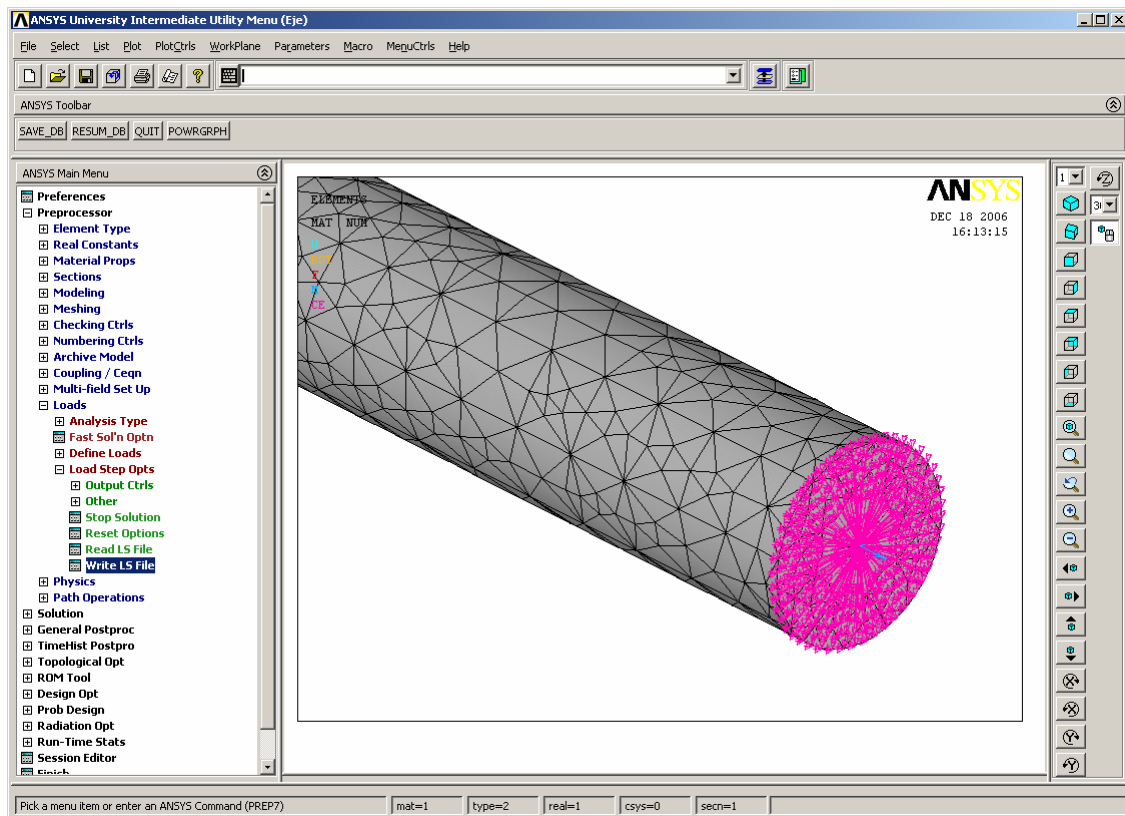 ANSYS University Intermediate Utility Menu (Eje)
File Select List Plot PlotCtrls WorkPlane Parameters Macro MenuCtrls Help
ANSYS Toolbar
SAVE_DB RESUM_DB QUIT POWRGRPH
ANSYS Main Menu
Preferences
Preprocessor
Element Type
Real Constants
Material Props
Sections
Modeling
Meshing
Checking Ctrls
Numbering Ctrls
Archive Model
Coupling / Ceqn
Multi-field Set Up
Loads
Analysis Type
Fast Sol'n Optn
Define Loads
Load Step Opts
Output Ctrls
Other
Stop Solution
Reset Options
Read LS File
Write LS File
Physics
Path Operations
Solution
General Postproc
TimeHist Postpro
Topological Opt
ROM Tool
Design Opt
Prob Design
Radiation Opt
Run-Time Stats
Session Editor
Finish
ELEMENTS
MAT NUM
U
F
CE
ANSYS
DEC 18 2006
16:13:15
1
Pick a menu item or enter an ANSYS Command (PREP7)
mat=1
type=2
real=1
csys=0
secn=1